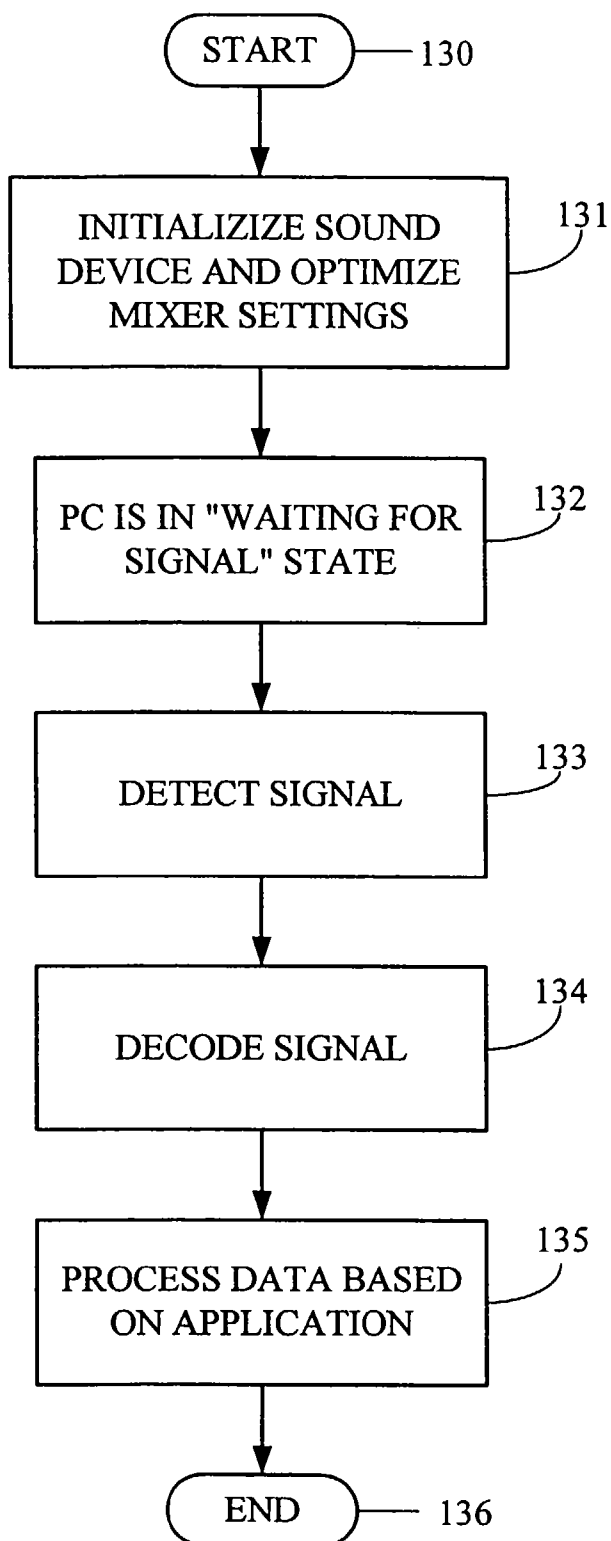 START
130
INITIALIZIZE SOUND
DEVICE AND OPTIMIZE
MIXER SETTINGS
131
PC IS IN "WAITING FOR
SIGNAL" STATE
132
DETECT SIGNAL
133
DECODE SIGNAL
134
PROCESS DATA BASED
ON APPLICATION
135
END
136